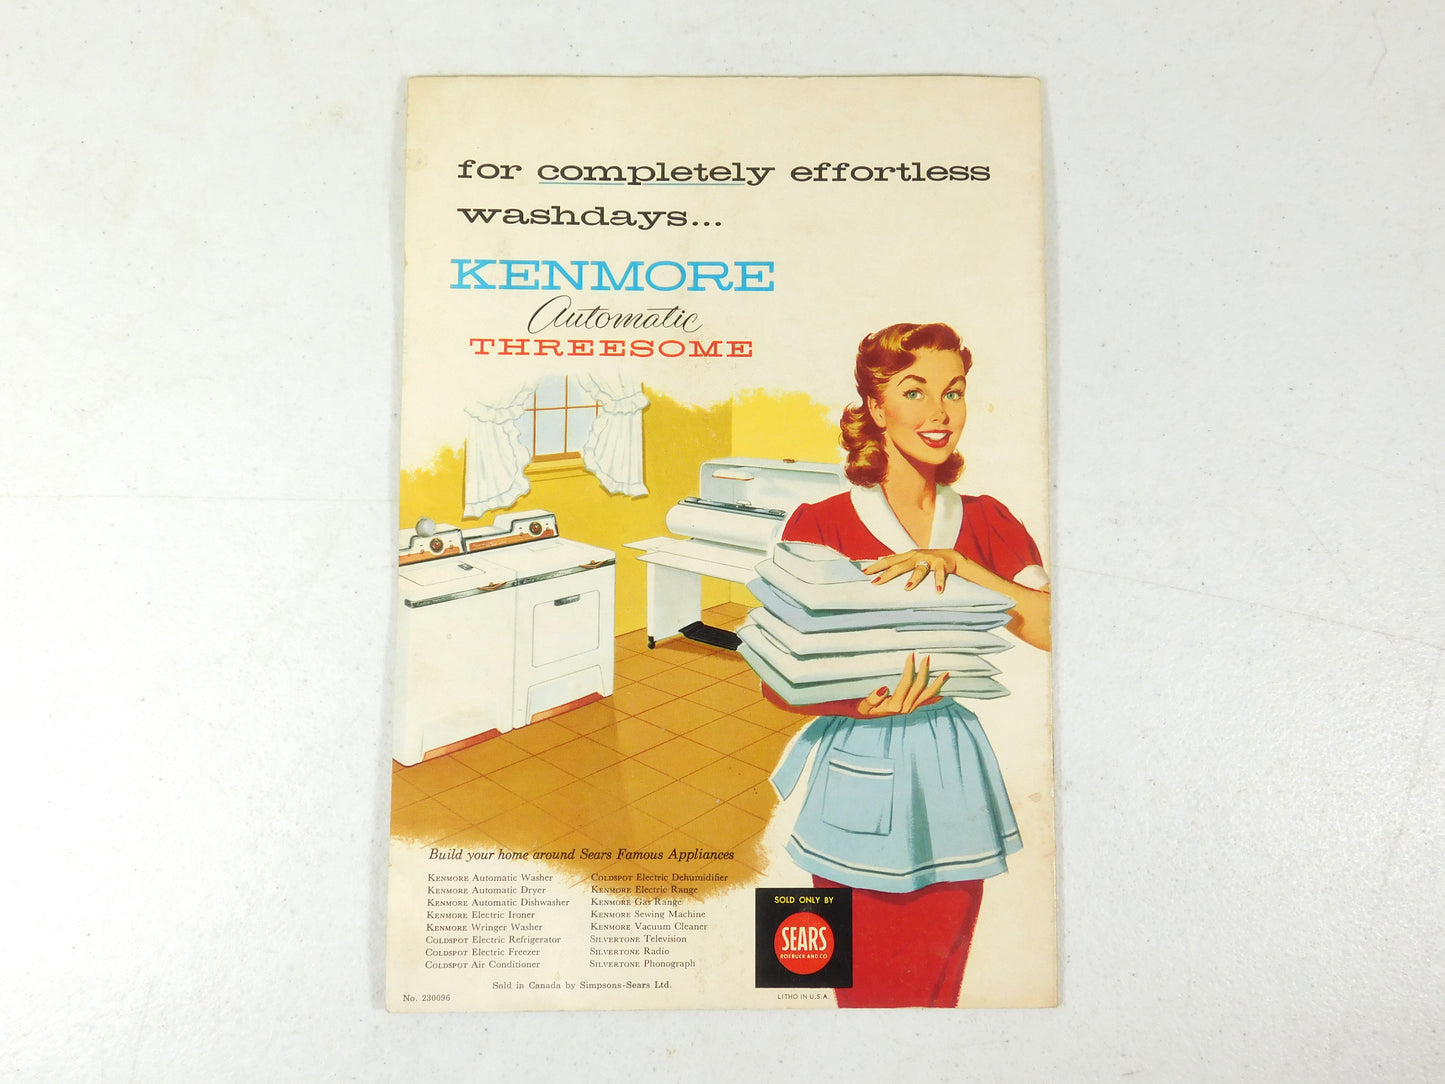 for completely effortless
washdays...
KENMORE
Automatic
THREESOME
Build your home around Sears Famous Appliances
KENMORE Automatic Washer
KENMORE Automatic Dryer
KENMORE Automatic Dishwasher
KENMORE Electric Ironer
KENMORE Wringer Washer
COLDSPOT Electric Refrigerator
COLDSPOT Electric Freezer
COLDSPOT Air Conditioner
COLDSPOT Electric Dehumidifier
KENMORE Electric Range
KENMORE Gas Range
KENMORE Sewing Machine
KENMORE Vacuum Cleaner
SILVERTONE Television
SILVERTONE Radio
SILVERTONE Phonograph
Sold in Canada by Simpsons-Sears Ltd.
No. 230096
SOLD ONLY BY
SEARS
ROEBUCK AND CO
LITHO IN U.S.A.